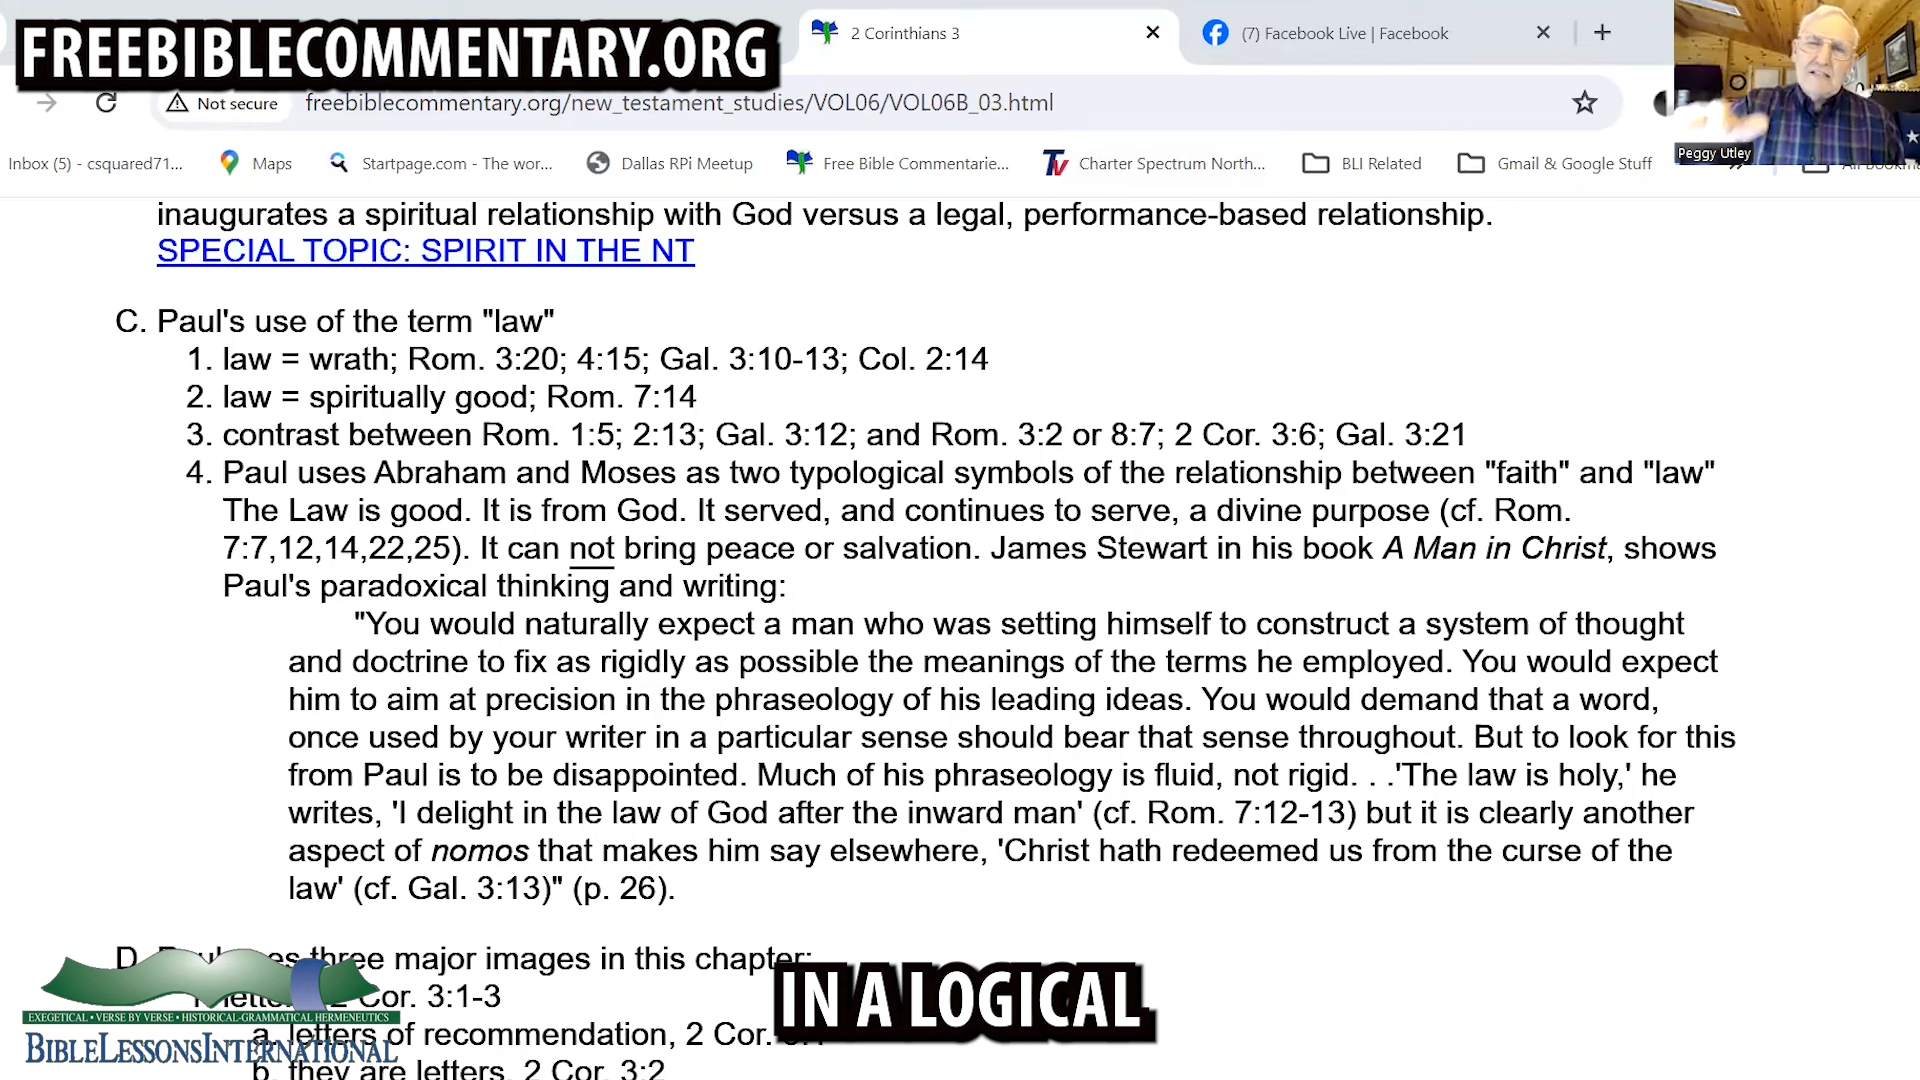 FREEBIBLECOMMENTARY.ORG
2 Corinthians 3
(7) Facebook Live | Facebook
Not secure
freebiblecommentary.org/new_testament_studies/VOL06/VOL06B_03.html
Peggy Utley
Inbox (5) - csquared71...
Maps
Startpage.com - The wor...
Dallas RPi Meetup
Free Bible Commentarie...
Charter Spectrum North...
BLI Related
Gmail & Google Stuff
inaugurates a spiritual relationship with God versus a legal, performance-based relationship.
SPECIAL TOPIC: SPIRIT IN THE NT
C. Paul's use of the term "law"
1. law = wrath; Rom. 3:20; 4:15; Gal. 3:10-13; Col. 2:14
2. law = spiritually good; Rom. 7:14
3. contrast between Rom. 1:5; 2:13; Gal. 3:12; and Rom. 3:2 or 8:7; 2 Cor. 3:6; Gal. 3:21
4. Paul uses Abraham and Moses as two typological symbols of the relationship between "faith" and "law"
The Law is good. It is from God. It served, and continues to serve, a divine purpose (cf. Rom.
7:7,12,14,22,25). It can not bring peace or salvation. James Stewart in his book A Man in Christ, shows
Paul's paradoxical thinking and writing:
"You would naturally expect a man who was setting himself to construct a system of thought
and doctrine to fix as rigidly as possible the meanings of the terms he employed. You would expect
him to aim at precision in the phraseology of his leading ideas. You would demand that a word,
once used by your writer in a particular sense should bear that sense throughout. But to look for this
from Paul is to be disappointed. Much of his phraseology is fluid, not rigid. . .'The law is holy,' he
writes, 'I delight in the law of God after the inward man' (cf. Rom. 7:12-13) but it is clearly another
aspect of nomos that makes him say elsewhere, 'Christ hath redeemed us from the curse of the
law' (cf. Gal. 3:13)" (p. 26).
D. three major images in this chapter:
Cor. 3:1-3
a. letters of recommendation, 2 Cor.
b. they are letters, 2 Cor. 3:2
IN A LOGICAL
EXEGETICAL • VERSE BY VERSE • HISTORICAL-GRAMMATICAL HERMENEUTICS
BIBLELESSONSINTERNATIONAL